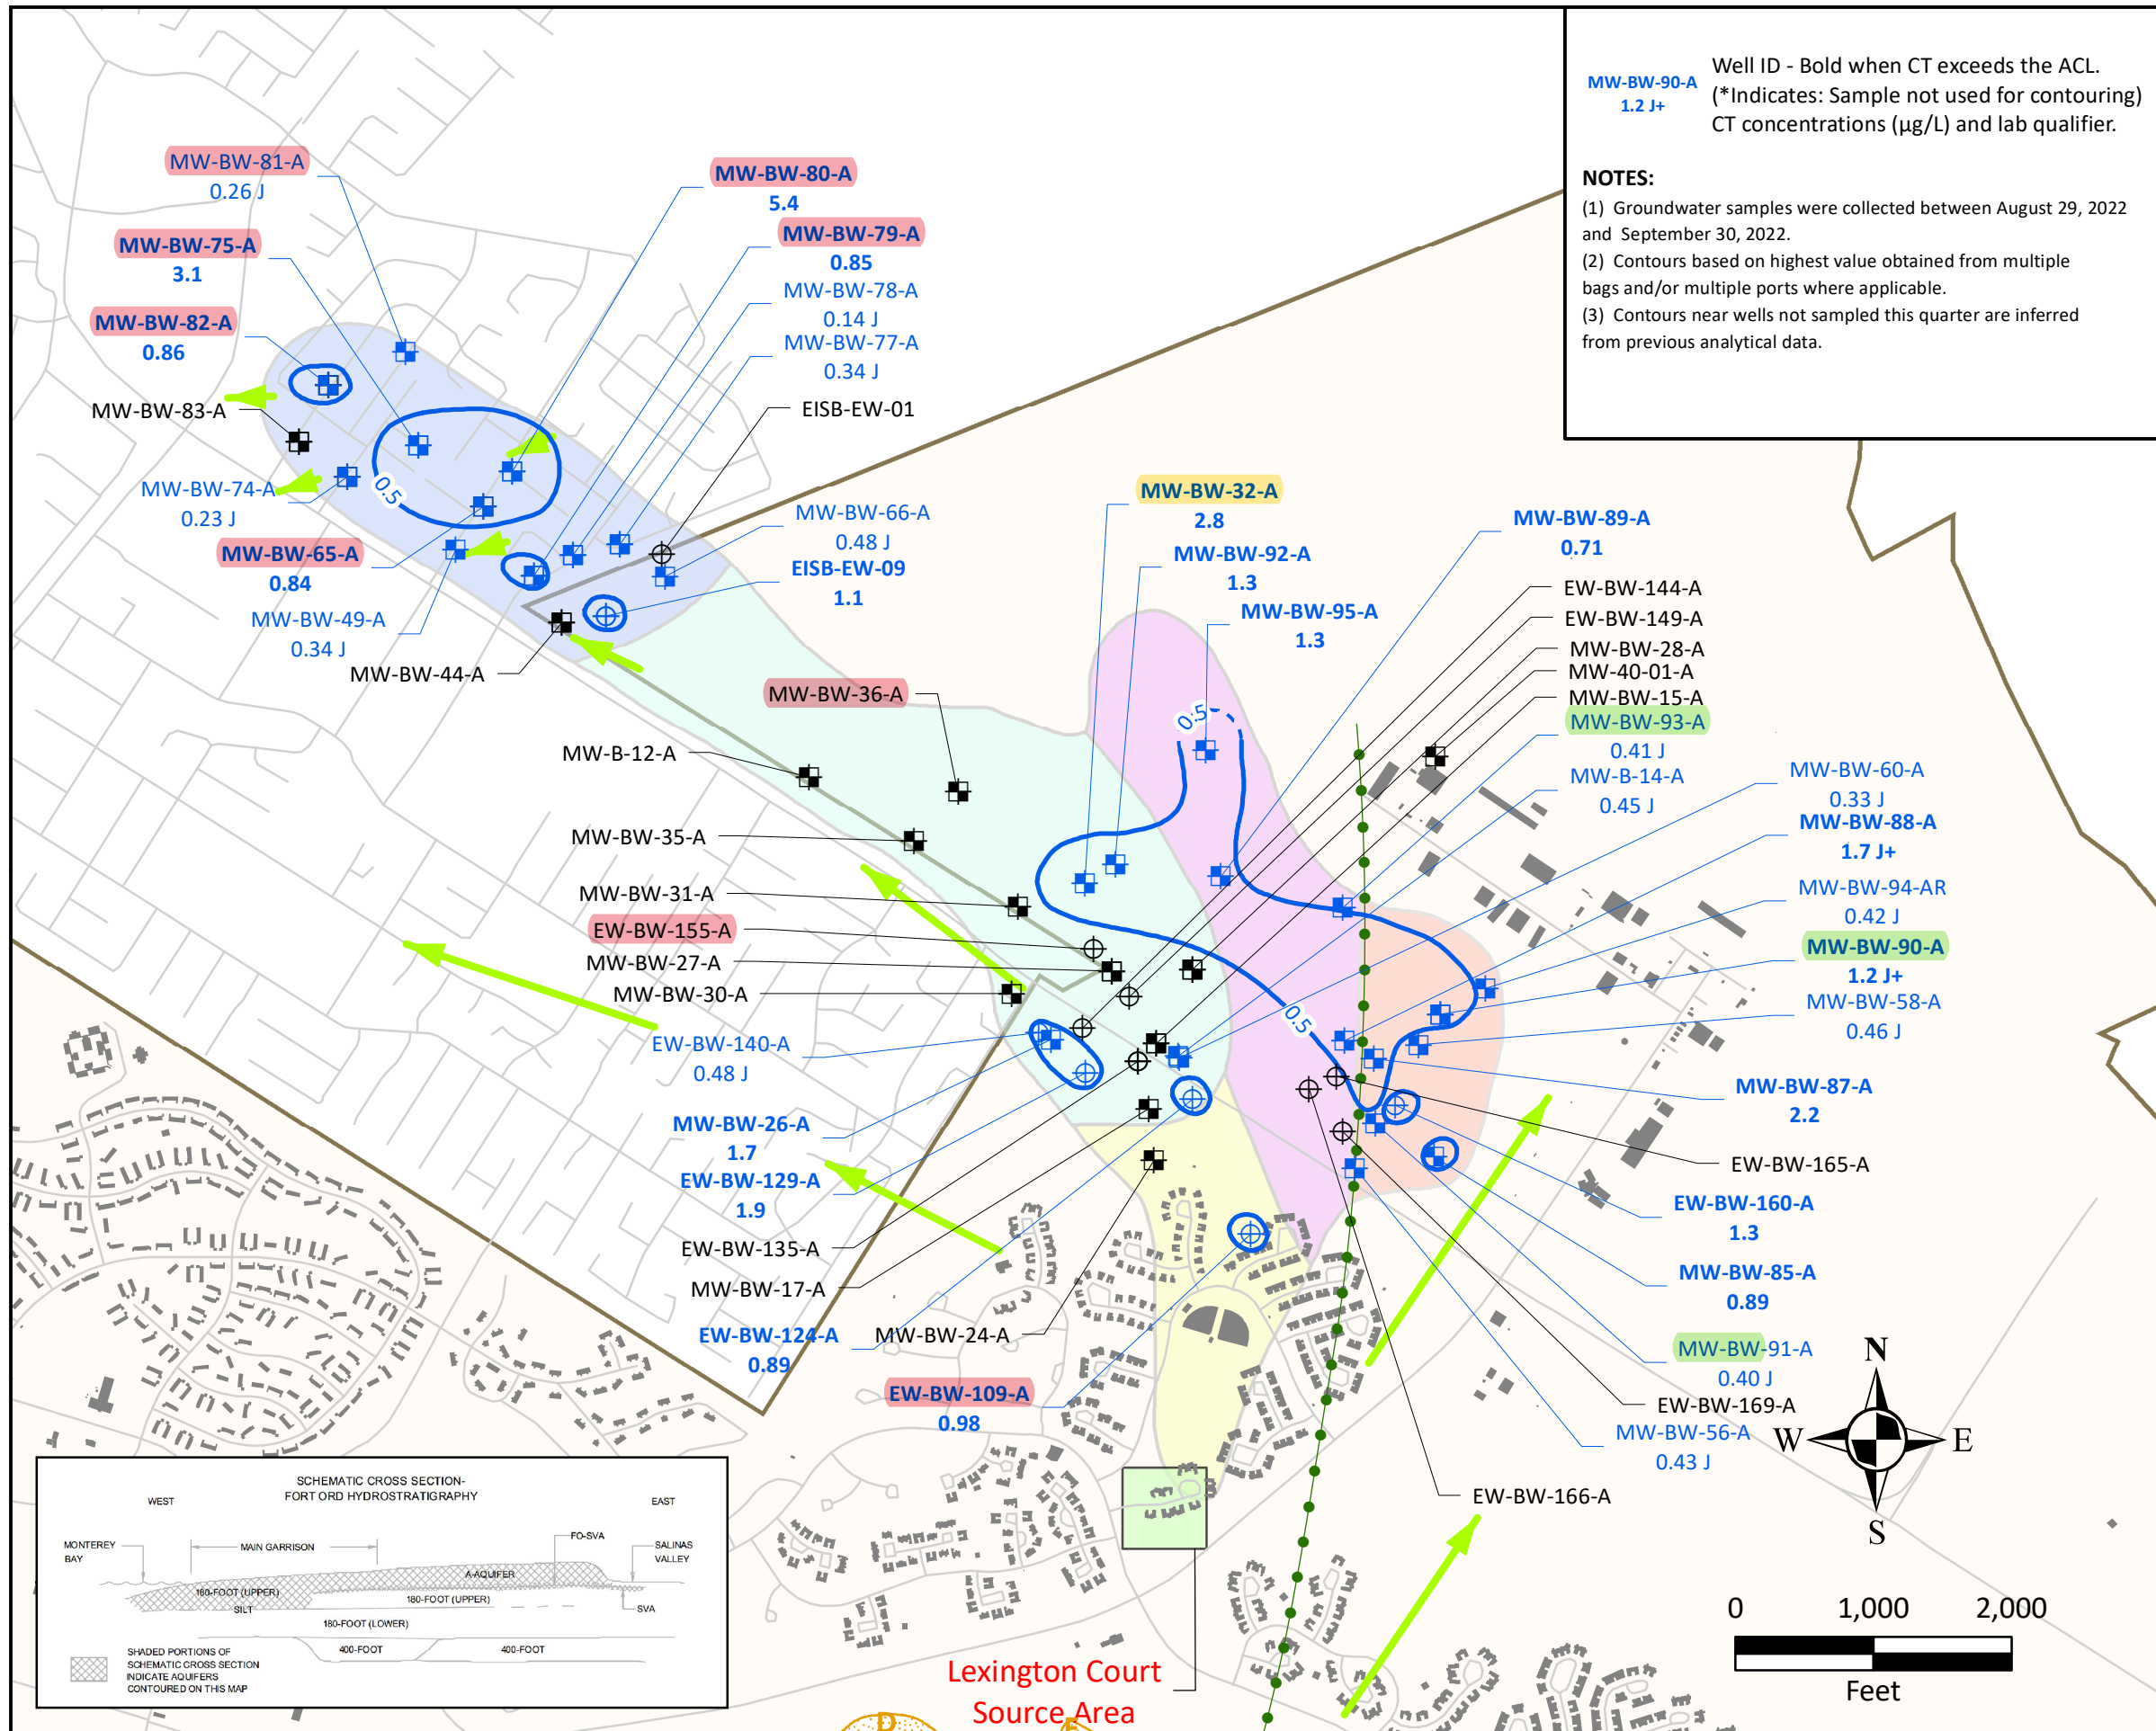 MW-BW-90-A
1.2 J+
Well ID - Bold when CT exceeds the ACL.
(*Indicates: Sample not used for contouring)
CT concentrations (µg/L) and lab qualifier.
NOTES:
(1) Groundwater samples were collected between August 29, 2022
and September 30, 2022.
(2) Contours based on highest value obtained from multiple
bags and/or multiple ports where applicable.
(3) Contours near wells not sampled this quarter are inferred
from previous analytical data.
MW-BW-81-A
0.26 J
MW-BW-75-A
3.1
MW-BW-82-A
0.86
MW-BW-83-A
MW-BW-74-A
0.23 J
MW-BW-65-A
0.84
MW-BW-49-A
0.34 J
MW-BW-44-A
MW-BW-80-A
5.4
MW-BW-79-A
0.85
MW-BW-78-A
0.14 J
MW-BW-77-A
0.34 J
EISB-EW-01
MW-BW-66-A
0.48 J
EISB-EW-09
1.1
0.5
MW-BW-36-A
MW-B-12-A
MW-BW-35-A
MW-BW-31-A
EW-BW-155-A
MW-BW-27-A
MW-BW-30-A
EW-BW-140-A
0.48 J
MW-BW-26-A
1.7
EW-BW-129-A
1.9
EW-BW-135-A
MW-BW-17-A
EW-BW-124-A
0.89
MW-BW-24-A
EW-BW-109-A
0.98
MW-BW-32-A
2.8
MW-BW-92-A
1.3
MW-BW-95-A
1.3
0.5
0.5
MW-BW-89-A
0.71
EW-BW-144-A
EW-BW-149-A
MW-BW-28-A
MW-40-01-A
MW-BW-15-A
MW-BW-93-A
0.41 J
MW-B-14-A
0.45 J
MW-BW-60-A
0.33 J
MW-BW-88-A
1.7 J+
MW-BW-94-AR
0.42 J
MW-BW-90-A
1.2 J+
MW-BW-58-A
0.46 J
MW-BW-87-A
2.2
EW-BW-165-A
EW-BW-160-A
1.3
MW-BW-85-A
0.89
MW-BW-91-A
0.40 J
EW-BW-169-A
MW-BW-56-A
0.43 J
EW-BW-166-A
N
W
E
S
0 1,000 2,000
Feet
Lexington Court
Source Area
D
E
SCHEMATIC CROSS SECTION-
FORT ORD HYDROSTRATIGRAPHY
WEST
EAST
MONTEREY
BAY
MAIN GARRISON
FO-SVA
SALINAS
VALLEY
A-AQUIFER
180-FOOT (UPPER)
180-FOOT (UPPER)
SILT
SVA
180-FOOT (LOWER)
400-FOOT
400-FOOT
SHADED PORTIONS OF
SCHEMATIC CROSS SECTION
INDICATE AQUIFERS
CONTOURED ON THIS MAP